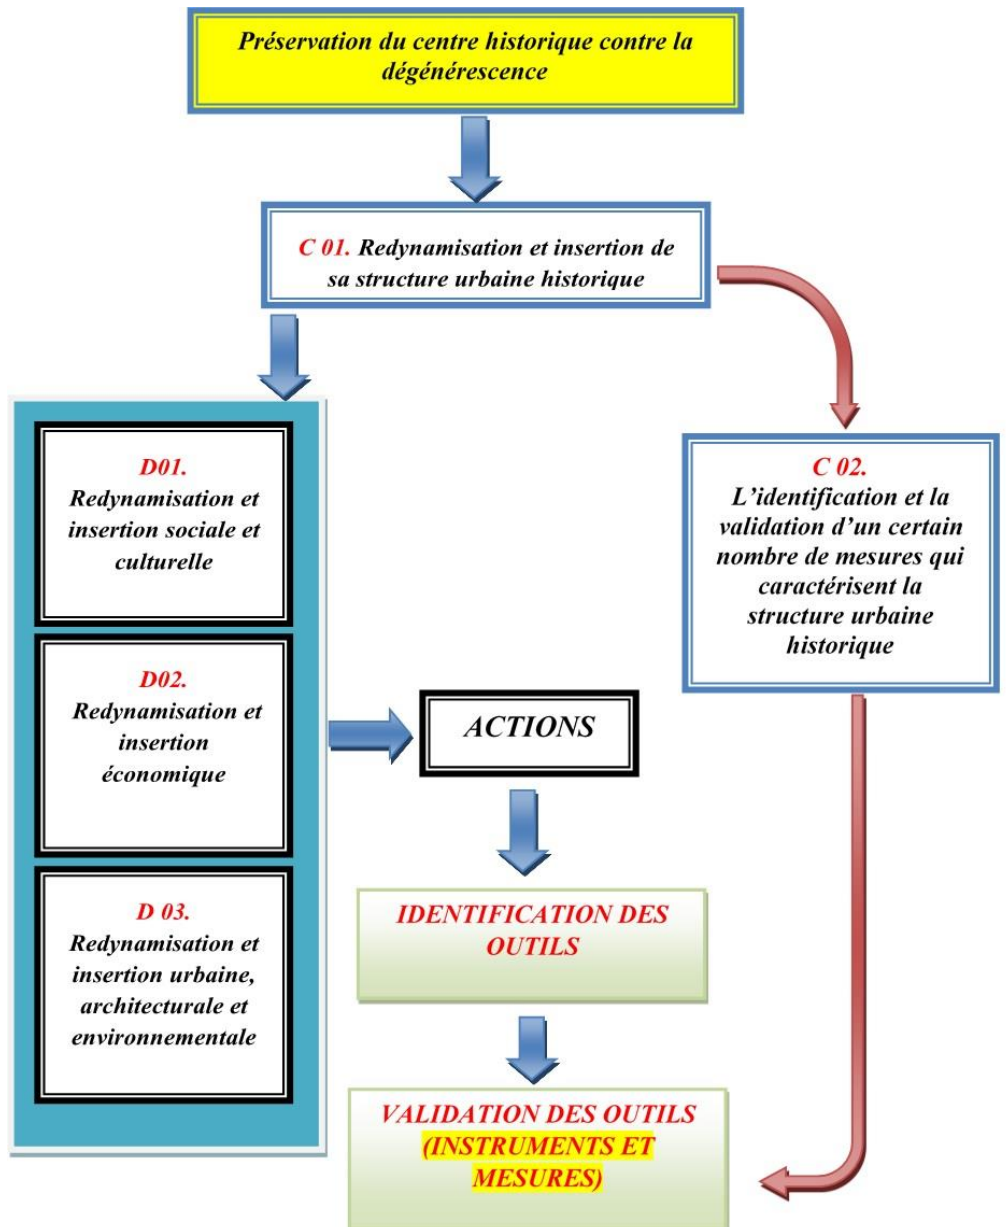 Préservation du centre historique contre la
dégénérescence
C 01. Redynamisation et insertion de
sa structure urbaine historique
D01.
Redynamisation et
insertion sociale et
culturelle
D02.
Redynamisation et
insertion
économique
D 03.
Redynamisation et
insertion urbaine,
architecturale et
environnementale
ACTIONS
IDENTIFICATION DES
OUTILS
VALIDATION DES OUTILS
(INSTRUMENTS ET
MESURES)
C 02.
L’identification et la
validation d’un certain
nombre de mesures qui
caractérisent la
structure urbaine
historique